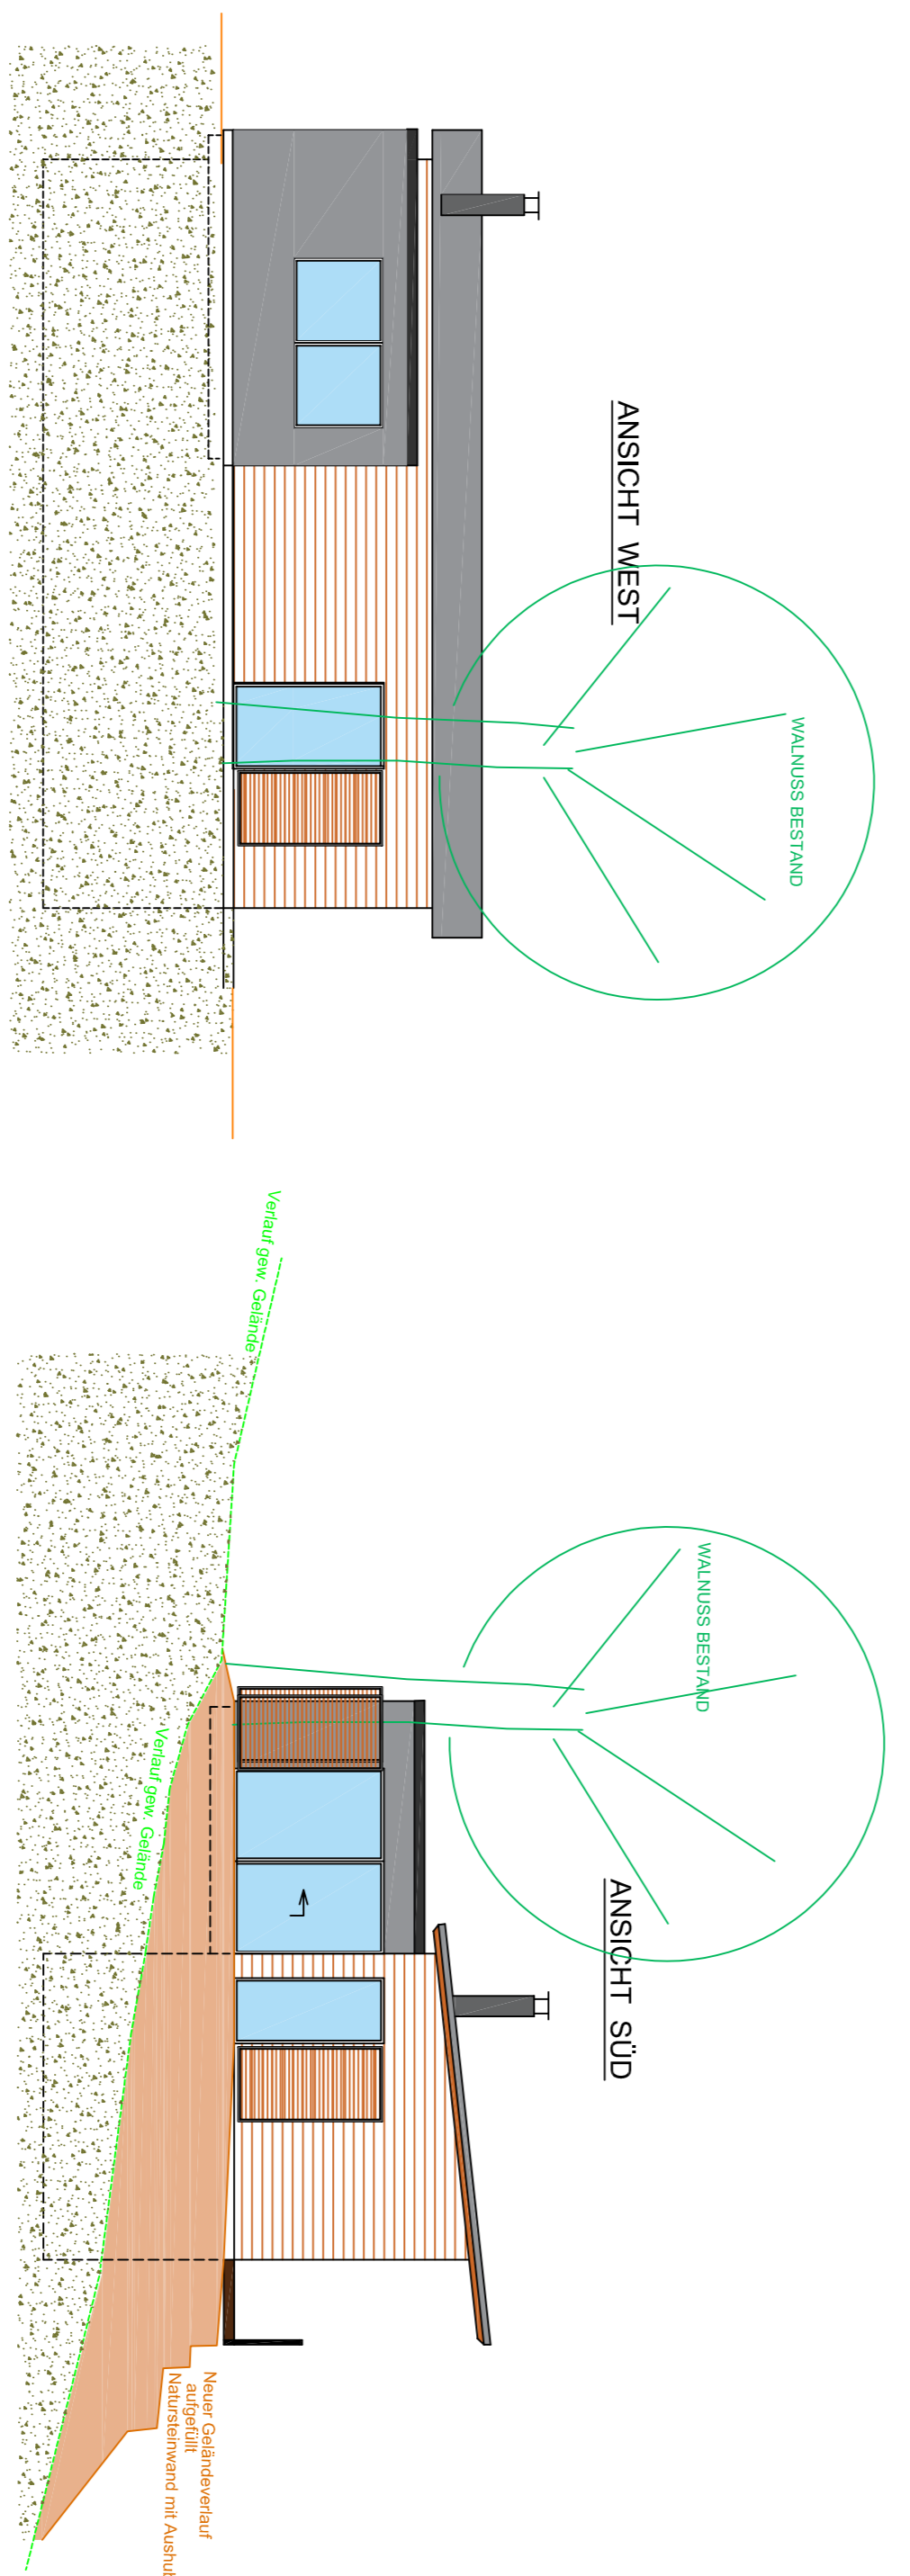 ANSICHT WEST
WALNUSS BESTAND
Verlauf gew. Gelände
WALNUSS BESTAND
ANSICHT SÜD
Verlauf gew. Gelände
Neuer Geländeverlauf
aufgefüllt
Natursteinwand mit Aushub